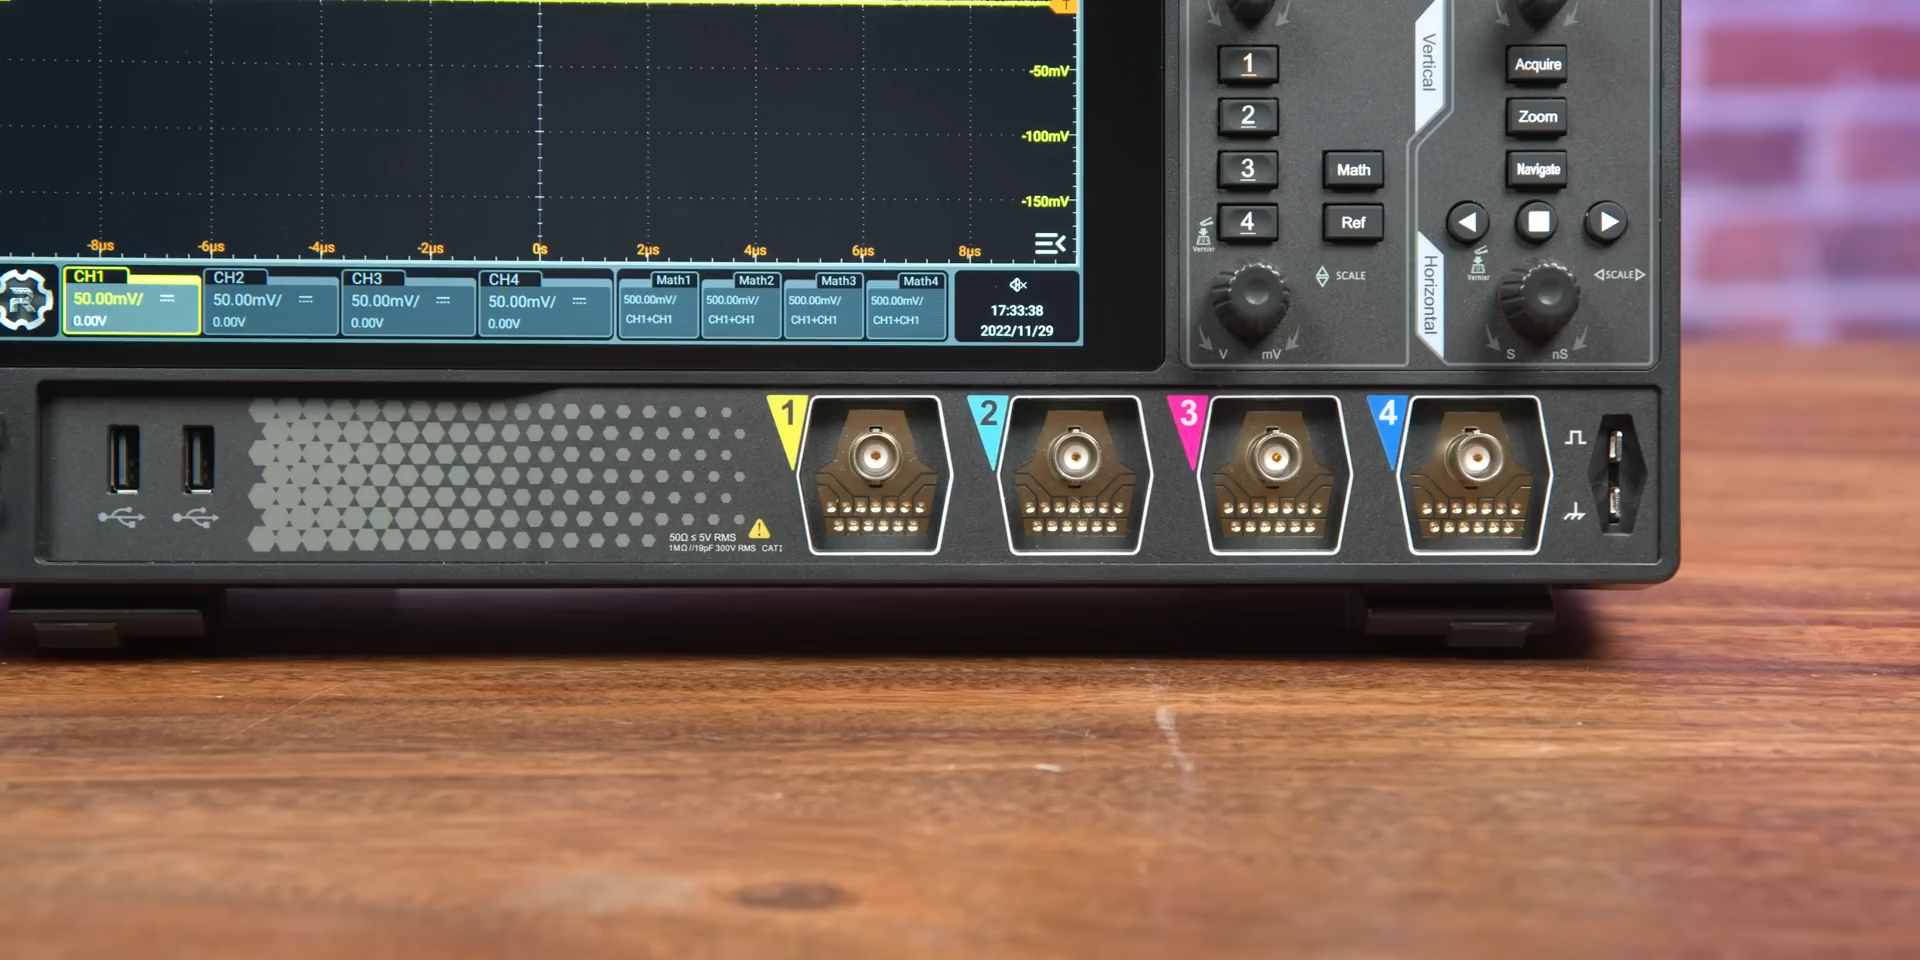 T
-50mV
-100mV
-150mV
-8µs -6µs -4µs -2µs 0s 2µs 4µs 6µs 8µs
CH1
50.00mV/
0.00V
CH2
50.00mV/
0.00V
CH3
50.00mV/
0.00V
CH4
50.00mV/
0.00V
Math1
500.00mV/
CH1+CH1
Math2
500.00mV/
CH1+CH1
Math3
500.00mV/
CH1+CH1
Math4
500.00mV/
CH1+CH1
17:33:38
2022/11/29
1
2
3
4
Math
Ref
Vernier
SCALE
V mV
Vertical
Horizontal
Acquire
Zoom
Navigate
Vernier
SCALE
S nS
50Ω ≤ 5V RMS
1MΩ//19pF 300V RMS CAT I
1
2
3
4